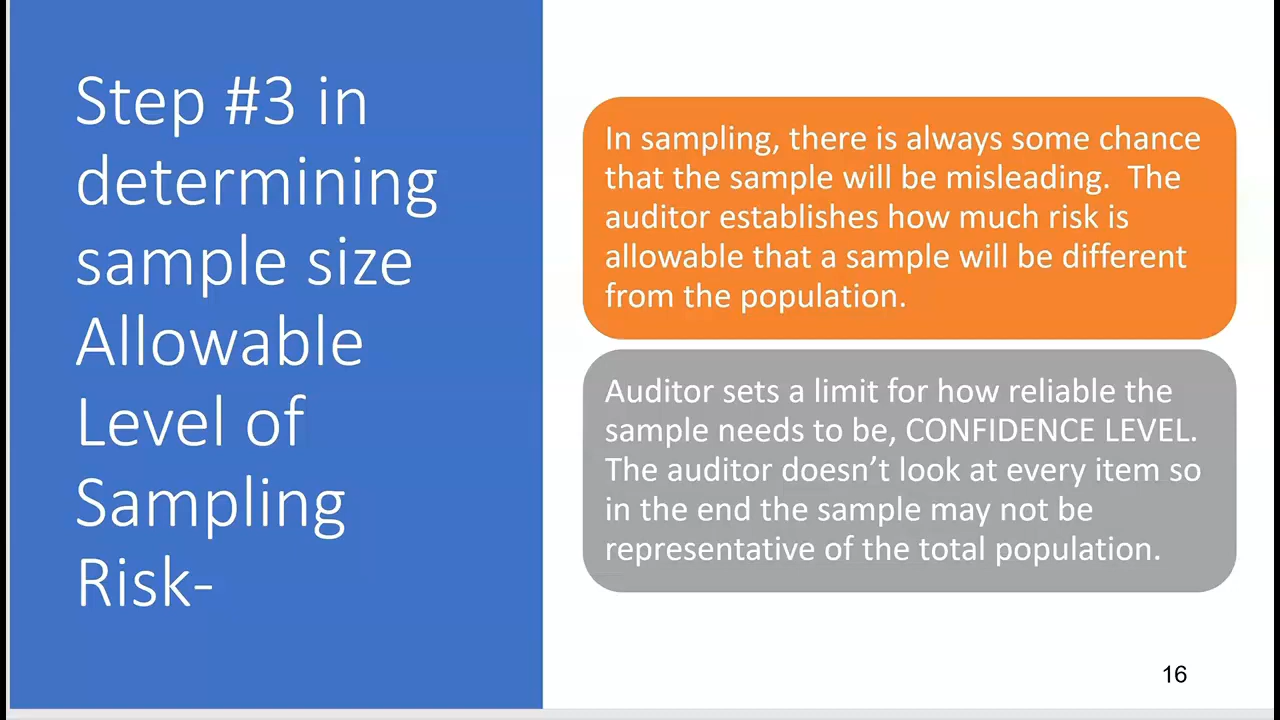 Step #3 in
determining
sample size
Allowable
Level of
Sampling
Risk-
In sampling, there is always some chance
that the sample will be misleading.  The
auditor establishes how much risk is
allowable that a sample will be different
from the population.
Auditor sets a limit for how reliable the
sample needs to be, CONFIDENCE LEVEL.
The auditor doesn’t look at every item so
in the end the sample may not be
representative of the total population.
16